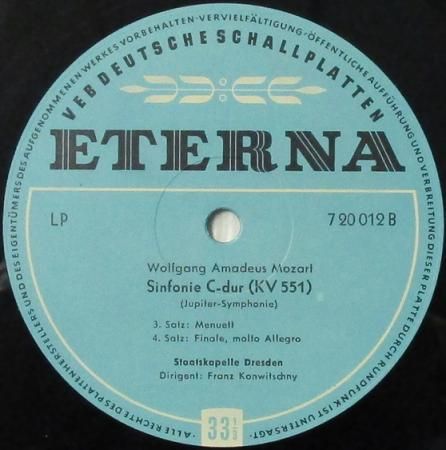 · ALLE RECHTE DES PLATTENHERSTELLERS UND DES EIGENTÜMERS DES AUFGENOMMENEN WERKES VORBEHALTEN · VERVIELFÄLTIGUNG · ÖFFENTLICHE AUFFÜHRUNG UND VERBREITUNG DIESER PLATTE DURCH RUNDFUNK IST UNTERSAGT ·
VEB DEUTSCHE SCHALLPLATTEN
ETERNA
LP
7 20 012 B
Wolfgang Amadeus Mozart
Sinfonie C-dur (KV 551)
(Jupiter-Symphonie)
3. Satz: Menuett
4. Satz: Finale, molto Allegro
Staatskapelle Dresden
Dirigent: Franz Konwitschny
33 1/3